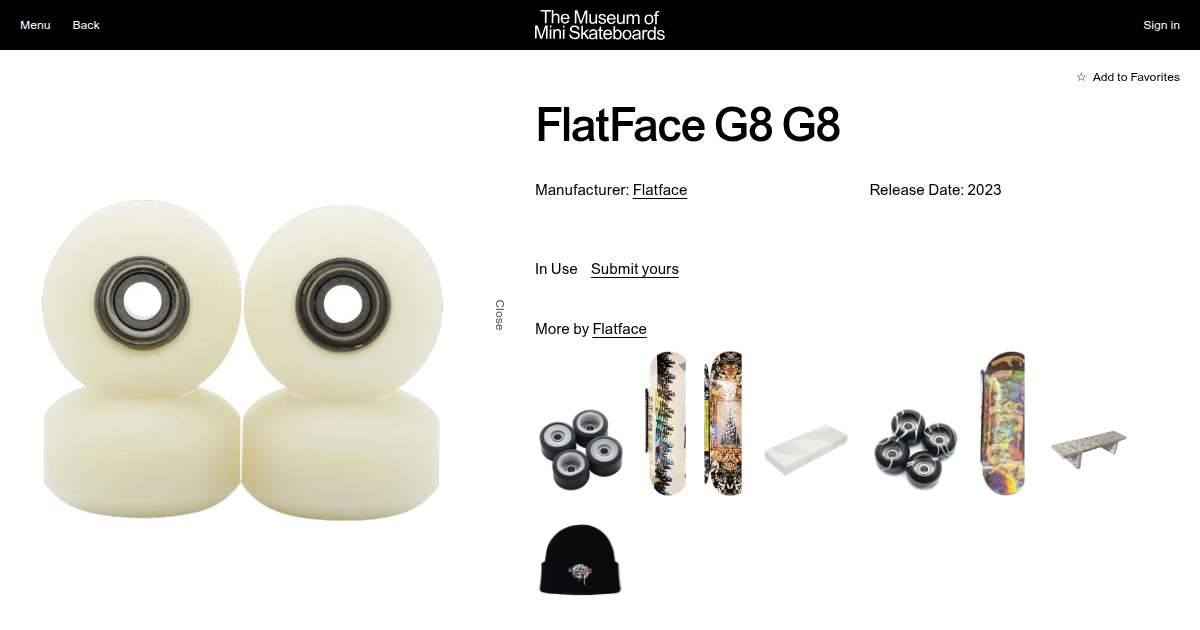 Menu
Back
The Museum of
Mini Skateboards
Sign in
☆ Add to Favorites
FlatFace G8 G8
Manufacturer: Flatface
Release Date: 2023
In Use Submit yours
Close
More by Flatface